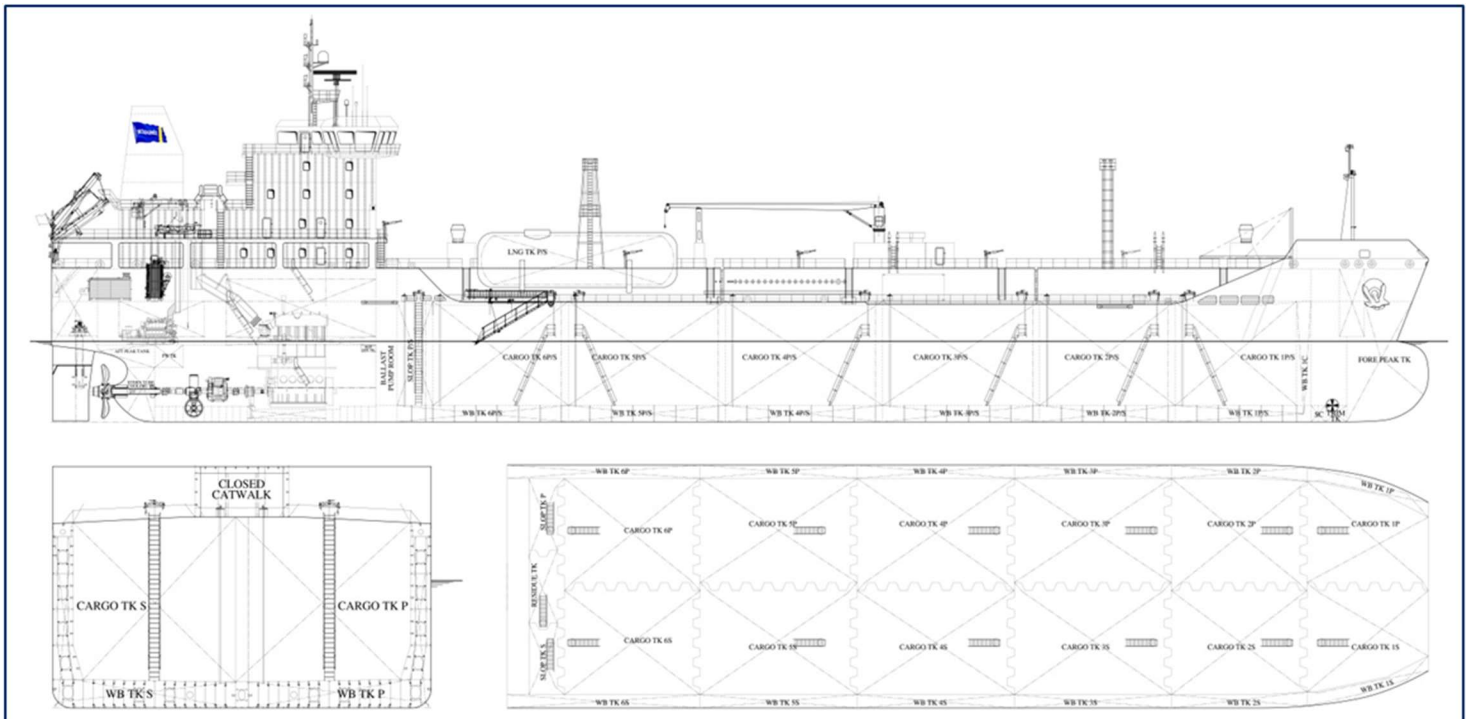 LNG TK P/S
AFT PEAK TANK
BALLAST
PUMP ROOM
SLOP TK P/S
CARGO TK 6P/S
CARGO TK 5P/S
CARGO TK 4P/S
CARGO TK 3P/S
CARGO TK 2P/S
CARGO TK 1P/S
WB TK 1C
FORE PEAK TK
WB TK 6P/S
WB TK 5P/S
WB TK 4P/S
WB TK 3P/S
WB TK 2P/S
WB TK 1P/S
CLOSED
CATWALK
CARGO TK S
CARGO TK P
WB TK S
WB TK P
WB TK 6P
WB TK 5P
WB TK 4P
WB TK 3P
WB TK 2P
WB TK 1P
SLOP TK P
CARGO TK 6P
CARGO TK 5P
CARGO TK 4P
CARGO TK 3P
CARGO TK 2P
CARGO TK 1P
RESIDUE TK
SLOP TK S
CARGO TK 6S
CARGO TK 5S
CARGO TK 4S
CARGO TK 3S
CARGO TK 2S
CARGO TK 1S
WB TK 6S
WB TK 5S
WB TK 4S
WB TK 3S
WB TK 2S
WB TK 1S